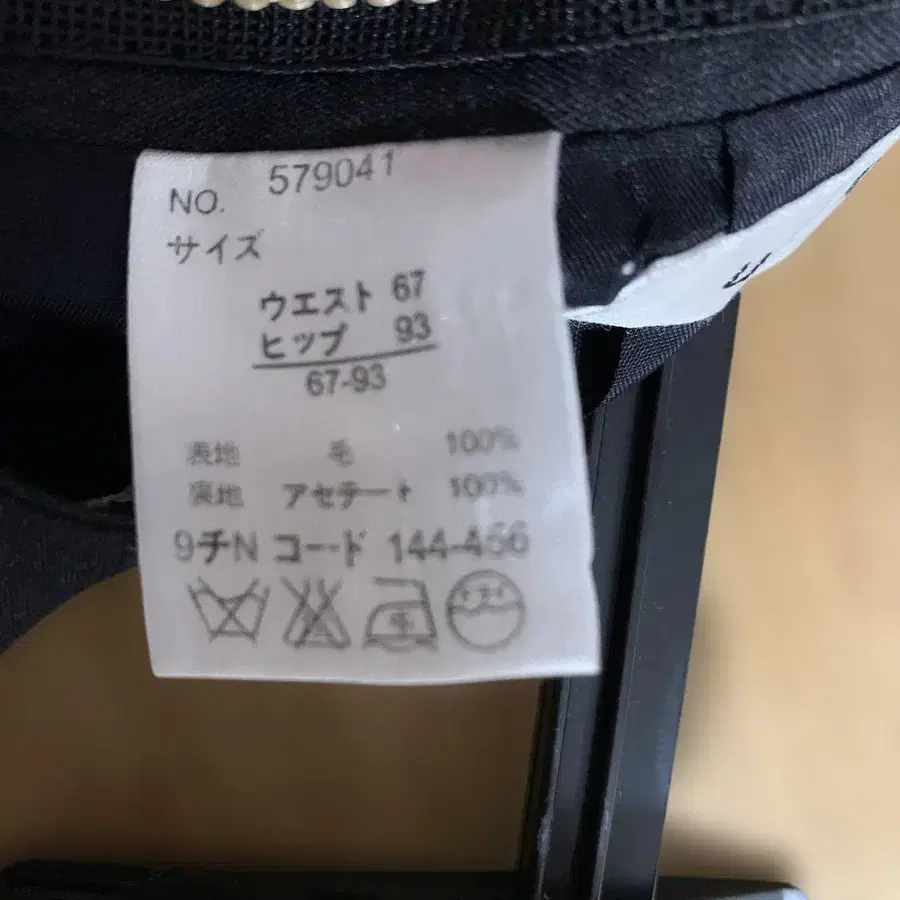 NO. 579041
サイズ
ウエスト 67
ヒップ 93
67-93
表地 毛 100%
裏地 アセテート 100%
9チN コード 144-456
中